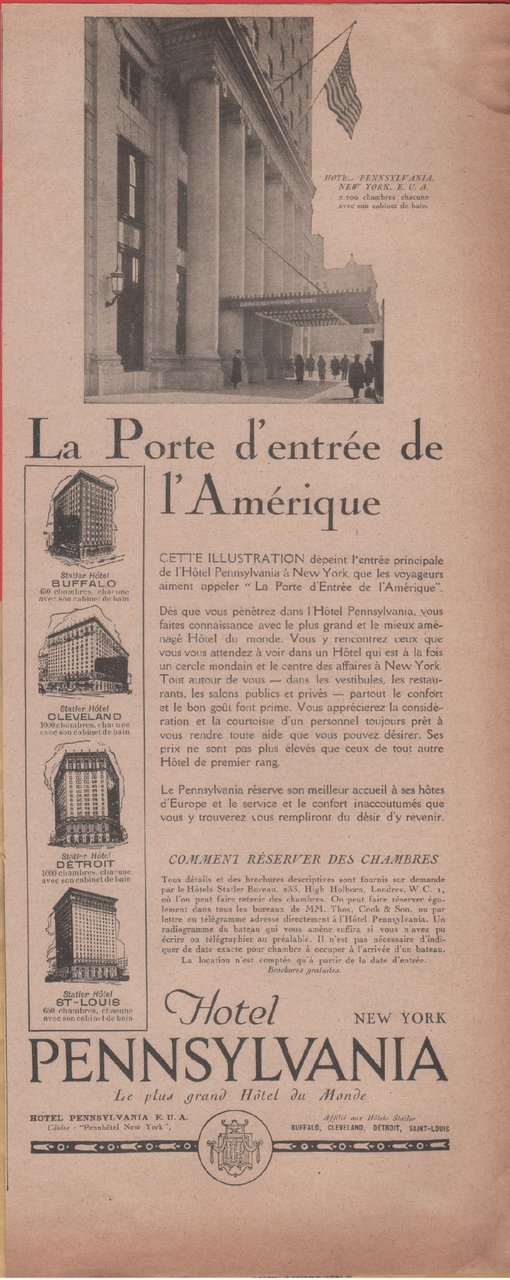 HOTEL PENNSYLVANIA,
NEW YORK, E. U. A.
2.200 chambres chacune
avec son cabinet de bain.
La Porte d'entrée de
l'Amérique
Statler Hôtel
BUFFALO
450 chambres, chacune
avec son cabinet de bain
Statler Hôtel
CLEVELAND
1000 chambres, chacune
avec son cabinet de bain
Statler Hôtel
DÉTROIT
1000 chambres, chacune
avec son cabinet de bain
Statler Hôtel
ST-LOUIS
650 chambres, chacune
avec son cabinet de bain
CETTE ILLUSTRATION dépeint l'entrée principale
de l'Hôtel Pennsylvania à New York, que les voyageurs
aiment appeler "La Porte d'Entrée de l'Amérique".
Dès que vous pénétrez dans l'Hôtel Pennsylvania, vous
faites connaissance avec le plus grand et le mieux amé-
nagé Hôtel du monde. Vous y rencontrez ceux que
vous vous attendez à voir dans un Hôtel qui est à la fois
un cercle mondain et le centre des affaires à New York.
Tout autour de vous — dans les vestibules, les restau-
rants, les salons publics et privés — partout le confort
et le bon goût font prime. Vous apprécierez la considé-
ration et la courtoisie d'un personnel toujours prêt à
vous rendre toute aide que vous pouvez désirer. Ses
prix ne sont pas plus élevés que ceux de tout autre
Hôtel de premier rang.
Le Pennsylvania réserve son meilleur accueil à ses hôtes
d'Europe et le service et le confort inaccoutumés que
vous y trouverez vous rempliront du désir d'y revenir.
COMMENT RÉSERVER DES CHAMBRES
Tous détails et des brochures descriptives sont fournis sur demande
par le Hôtels Statler Bureau, 233, High Holborn, Londres, W.C. 1,
où l'on peut faire retenir des chambres. On peut faire réserver éga-
lement dans tous les bureaux de MM. Thos. Cook & Son, ou par
lettre ou télégramme adressé directement à l'Hôtel Pennsylvania. Un
radiogramme du bateau qui vous amène suffira si vous n'avez pu
écrire ou télégraphier au préalable. Il n'est pas nécessaire d'indi-
quer de date exacte pour chambre à occuper à l'arrivée d'un bateau.
La location n'est comptée qu'à partir de la date d'entrée.
Brochures gratuites.
Hotel
NEW YORK
PENNSYLVANIA
Le plus grand Hôtel du Monde
HOTEL PENNSYLVANIA E. U. A.
Câbles : "Pennhôtel New York".
Affilié aux Hôtels Statler
BUFFALO, CLEVELAND, DÉTROIT, SAINT-LOUIS